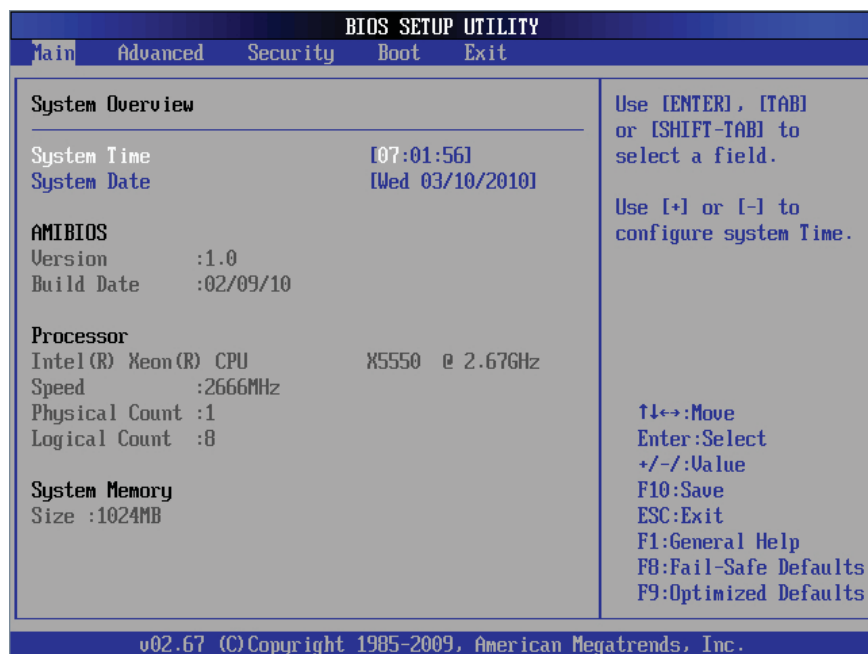 BIOS SETUP UTILITY
Main Advanced Security Boot Exit
System Overview
System Time [07:01:56]
System Date [Wed 03/10/2010]
AMIBIOS
Version :1.0
Build Date :02/09/10
Processor
Intel(R) Xeon(R) CPU X5550 @ 2.67GHz
Speed :2666MHz
Physical Count :1
Logical Count :8
System Memory
Size :1024MB
Use [ENTER], [TAB]
or [SHIFT-TAB] to
select a field.
Use [+] or [-] to
configure system Time.
↑↓↔:Move
Enter:Select
+/-/:Value
F10:Save
ESC:Exit
F1:General Help
F8:Fail-Safe Defaults
F9:Optimized Defaults
v02.67 (C)Copyright 1985-2009, American Megatrends, Inc.